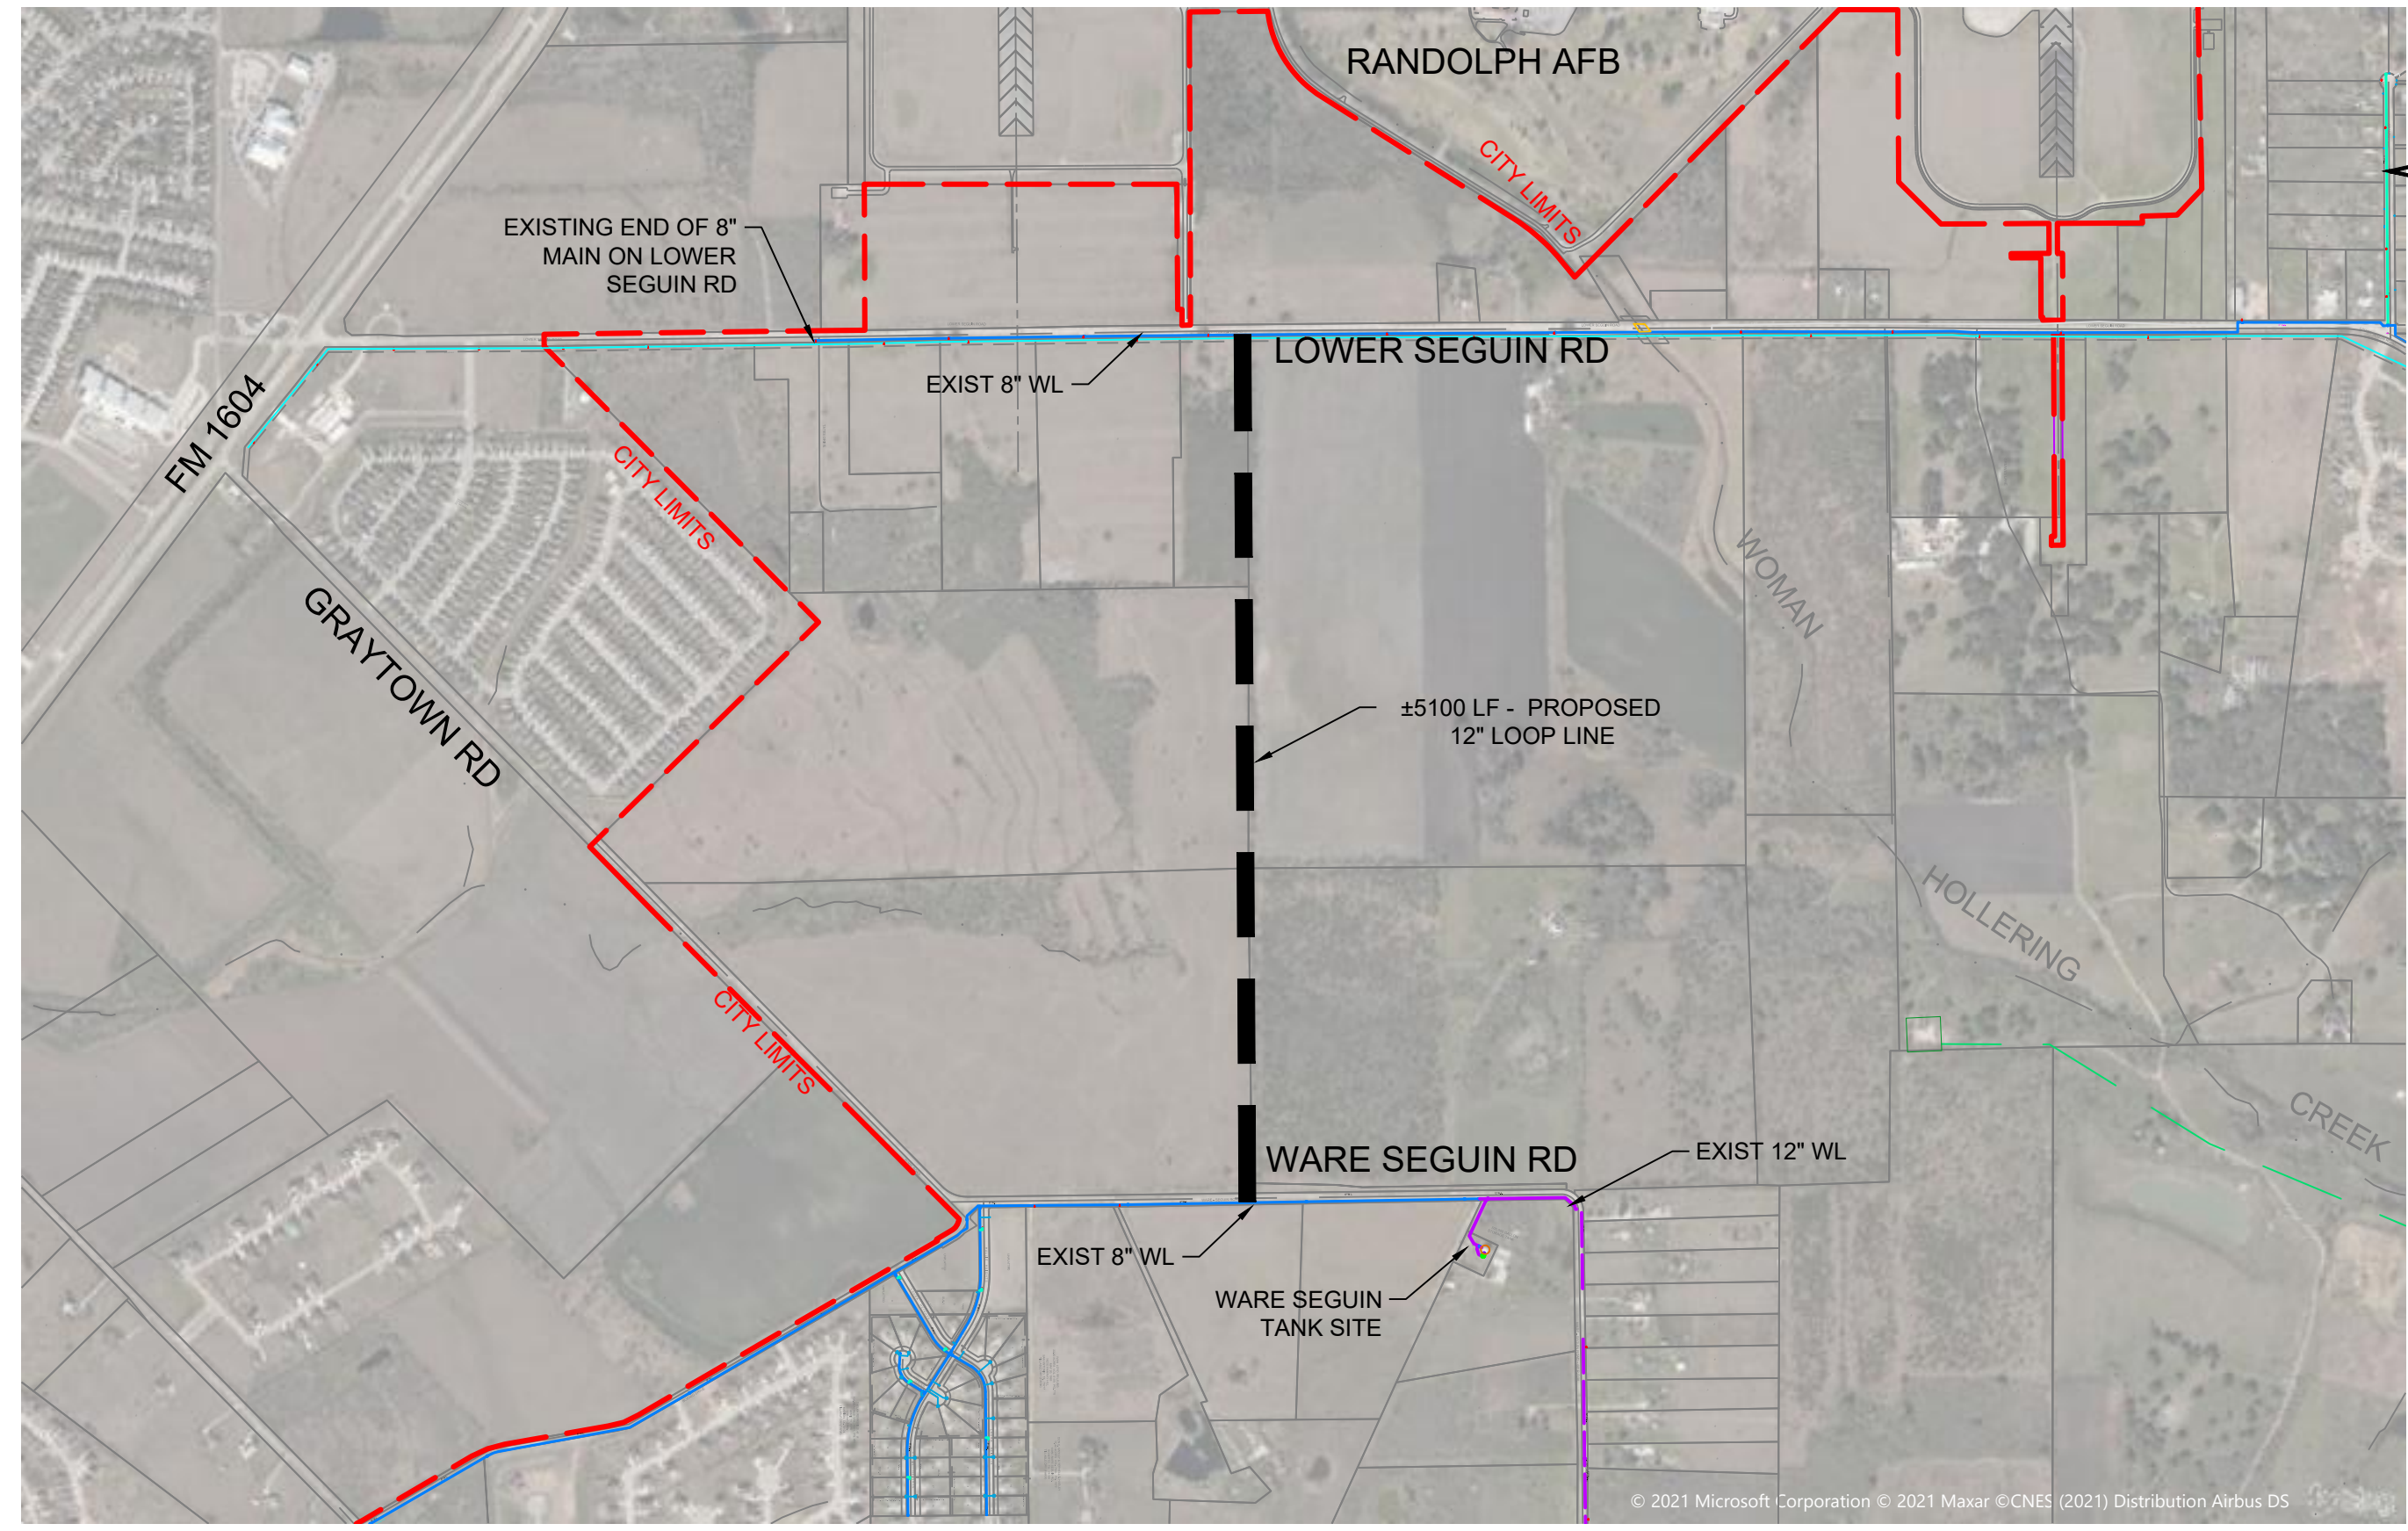 RANDOLPH AFB
CITY LIMITS
EXISTING END OF 8"
MAIN ON LOWER
SEGUIN RD
EXIST 8" WL
LOWER SEGUIN RD
FM 1604
CITY LIMITS
GRAYTOWN RD
WOMAN
±5100 LF - PROPOSED
12" LOOP LINE
HOLLERING
CITY LIMITS
CREEK
WARE SEGUIN RD
EXIST 12" WL
EXIST 8" WL
WARE SEGUIN
TANK SITE
© 2021 Microsoft Corporation © 2021 Maxar ©CNES (2021) Distribution Airbus DS